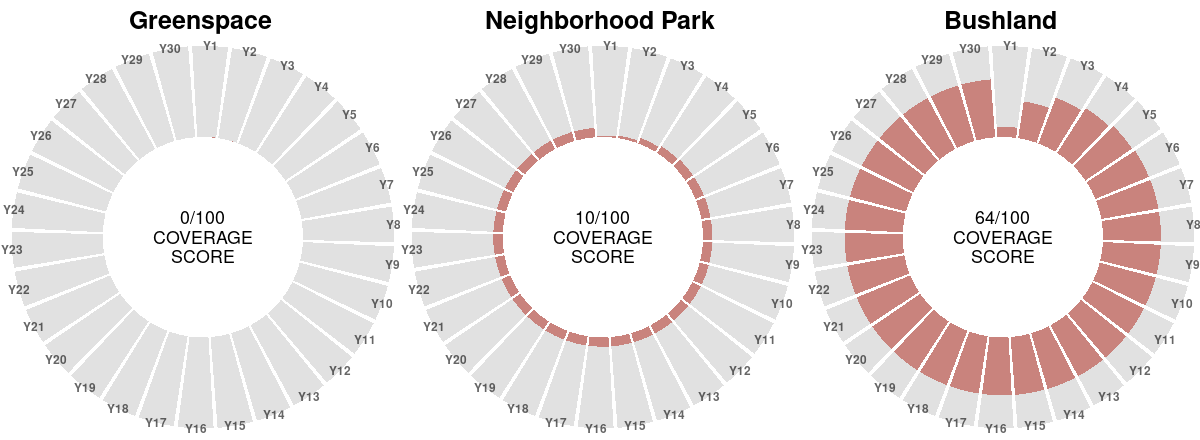 Greenspace
Y1
Y2
Y3
Y4
Y5
Y6
Y7
Y8
Y9
Y10
Y11
Y12
Y13
Y14
Y15
Y16
Y17
Y18
Y19
Y20
Y21
Y22
Y23
Y24
Y25
Y26
Y27
Y28
Y29
Y30
0/100
COVERAGE
SCORE
Neighborhood Park
Y1
Y2
Y3
Y4
Y5
Y6
Y7
Y8
Y9
Y10
Y11
Y12
Y13
Y14
Y15
Y16
Y17
Y18
Y19
Y20
Y21
Y22
Y23
Y24
Y25
Y26
Y27
Y28
Y29
Y30
10/100
COVERAGE
SCORE
Bushland
Y1
Y2
Y3
Y4
Y5
Y6
Y7
Y8
Y9
Y10
Y11
Y12
Y13
Y14
Y15
Y16
Y17
Y18
Y19
Y20
Y21
Y22
Y23
Y24
Y25
Y26
Y27
Y28
Y29
Y30
64/100
COVERAGE
SCORE